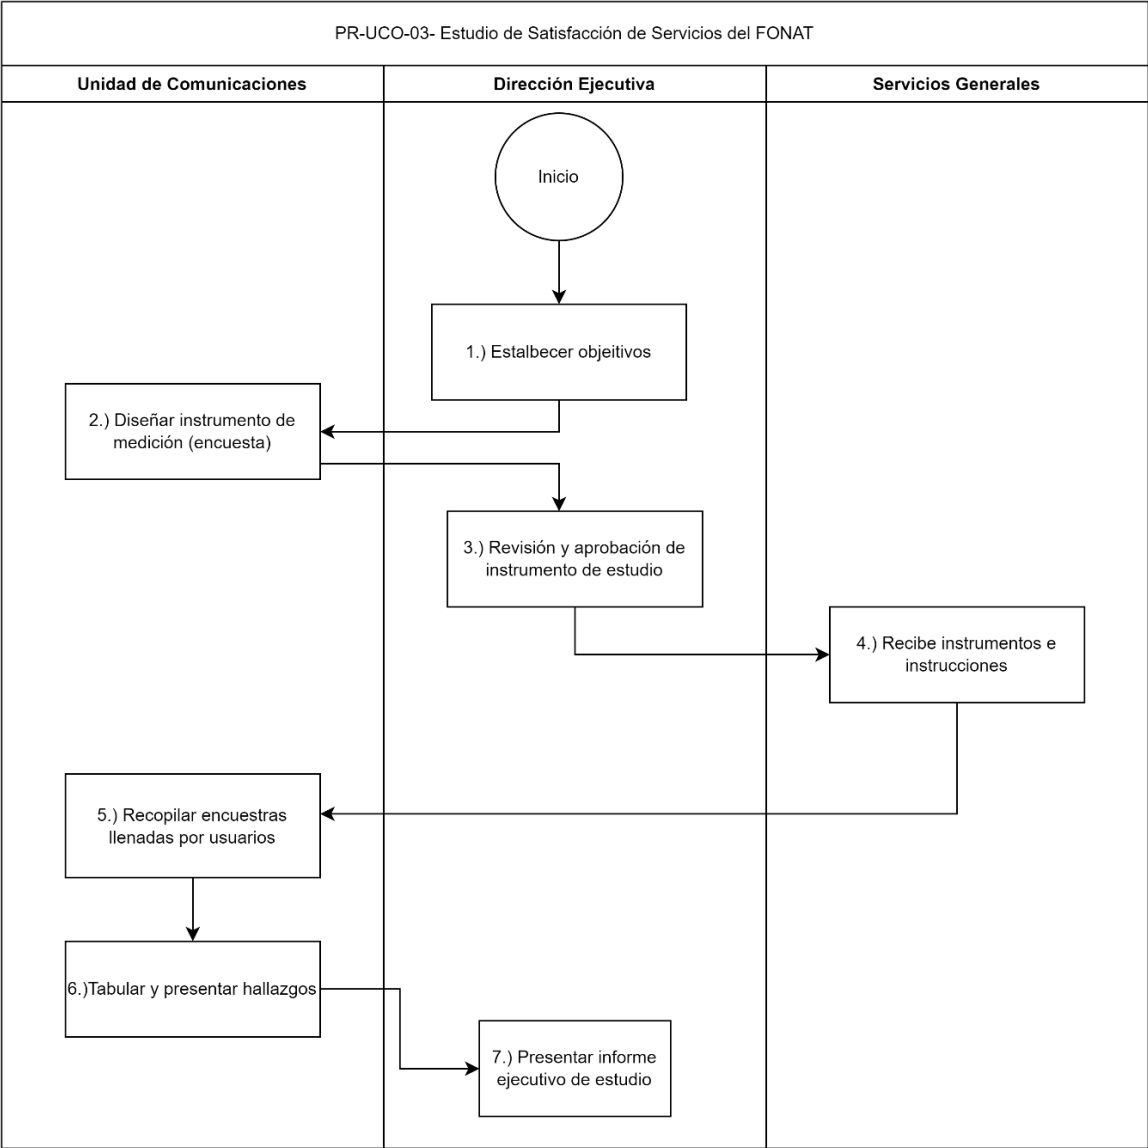 PR-UCO-03- Estudio de Satisfacción de Servicios del FONAT
Unidad de Comunicaciones
Dirección Ejecutiva
Servicios Generales
Inicio
1.) Estalbecer objeitivos
2.) Diseñar instrumento de
medición (encuesta)
3.) Revisión y aprobación de
instrumento de estudio
4.) Recibe instrumentos e
instrucciones
5.) Recopilar encuestras
llenadas por usuarios
6.)Tabular y presentar hallazgos
7.) Presentar informe
ejecutivo de estudio